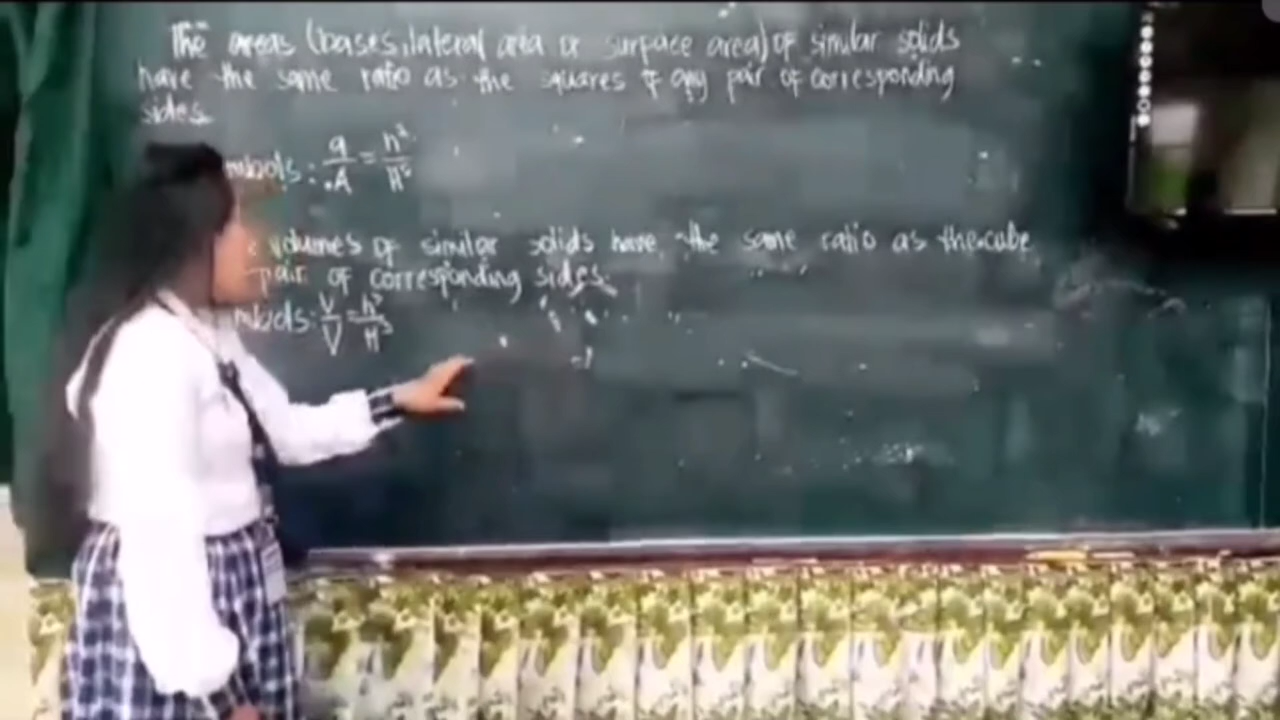 The areas (bases, lateral area or surface area) of similar solids
have the same ratio as the squares of any pair of corresponding
sides.
mbols: a/A = h²/H²
volumes of similar solids have the same ratio as the cube
pair of corresponding sides.
mbols: V/V = h³/H³